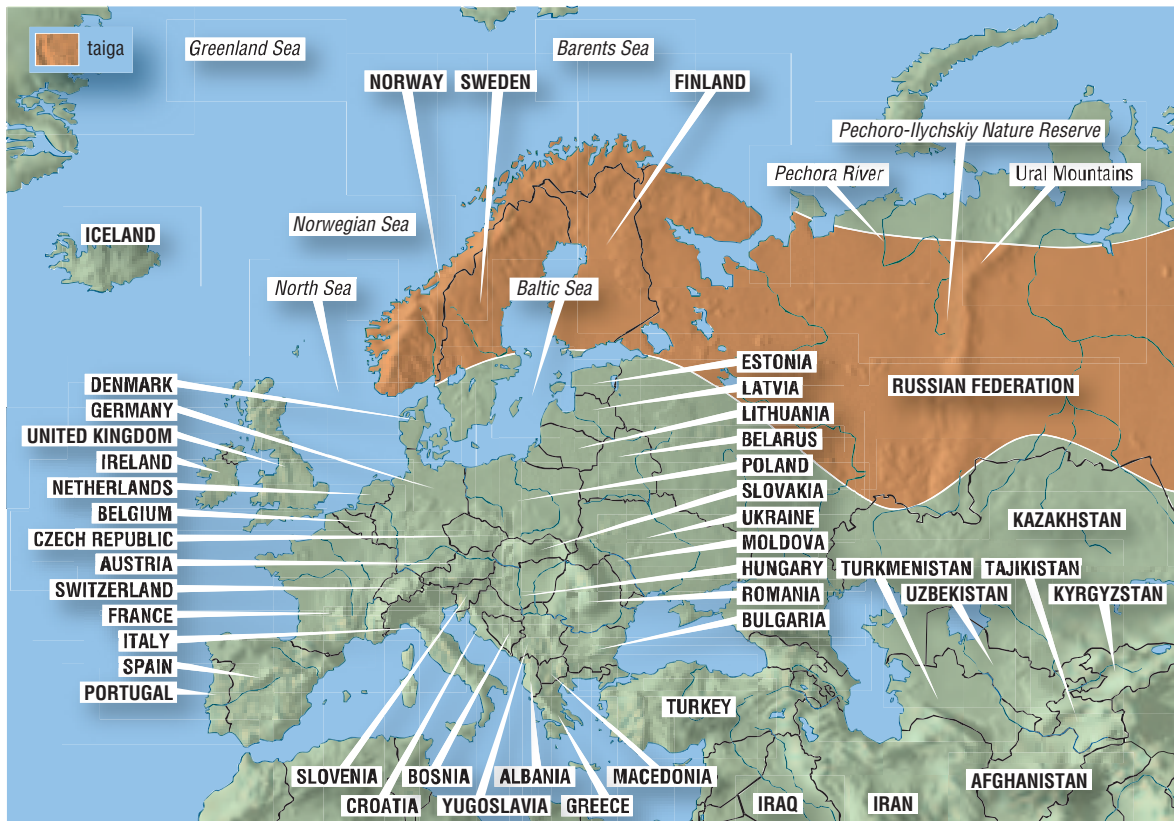 taiga
Greenland Sea
Barents Sea
NORWAY
SWEDEN
FINLAND
Pechoro-Ilychskiy Nature Reserve
Pechora River
Ural Mountains
Norwegian Sea
ICELAND
North Sea
Baltic Sea
DENMARK
GERMANY
UNITED KINGDOM
IRELAND
NETHERLANDS
BELGIUM
CZECH REPUBLIC
AUSTRIA
SWITZERLAND
FRANCE
ITALY
SPAIN
PORTUGAL
ESTONIA
LATVIA
LITHUANIA
BELARUS
POLAND
SLOVAKIA
UKRAINE
MOLDOVA
HUNGARY
ROMANIA
BULGARIA
RUSSIAN FEDERATION
KAZAKHSTAN
TURKMENISTAN
TAJIKISTAN
UZBEKISTAN
KYRGYZSTAN
TURKEY
SLOVENIA
BOSNIA
ALBANIA
MACEDONIA
CROATIA
YUGOSLAVIA
GREECE
IRAQ
IRAN
AFGHANISTAN